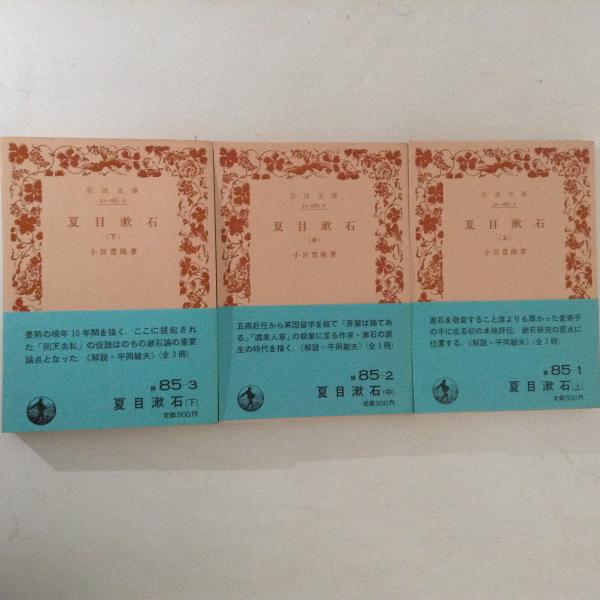 岩波文庫
31-085-3
夏目漱石
(下)
小宮豊隆著
豊熟の晩年10年間を描く.ここに提起され
た「則天去私」の仮説はのちの漱石論の重要
論点となった.《解説=平岡敏夫》(全3冊)
緑85-3
夏目漱石(下)
定価500円
岩波文庫
31-085-2
夏目漱石
(中)
小宮豊隆著
五高赴任から英国留学を経て「吾輩は猫であ
る」,「虞美人草」の執筆に至る作家・漱石の誕
生の時代を描く.《解説=平岡敏夫》(全3冊)
緑85-2
夏目漱石(中)
定価500円
岩波文庫
31-085-1
夏目漱石
(上)
小宮豊隆著
漱石を敬愛すること誰よりも厚かった愛弟子
の手に成る初の本格評伝.漱石研究の原点に
位置する.《解説=平岡敏夫》(全3冊)
緑85-1
夏目漱石(上)
定価500円